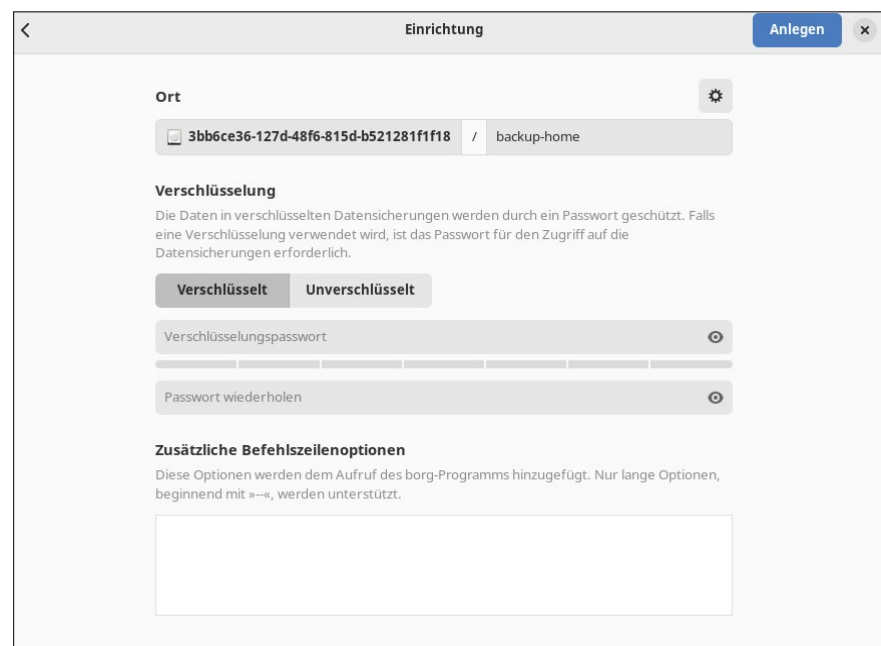 Einrichtung
Anlegen
Ort
3bb6ce36-127d-48f6-815d-b521281f1f18 / backup-home
Verschlüsselung
Die Daten in verschlüsselten Datensicherungen werden durch ein Passwort geschützt. Falls
eine Verschlüsselung verwendet wird, ist das Passwort für den Zugriff auf die
Datensicherungen erforderlich.
Verschlüsselt Unverschlüsselt
Verschlüsselungspasswort
Passwort wiederholen
Zusätzliche Befehlszeilenoptionen
Diese Optionen werden dem Aufruf des borg-Programms hinzugefügt. Nur lange Optionen,
beginnend mit »--«, werden unterstützt.